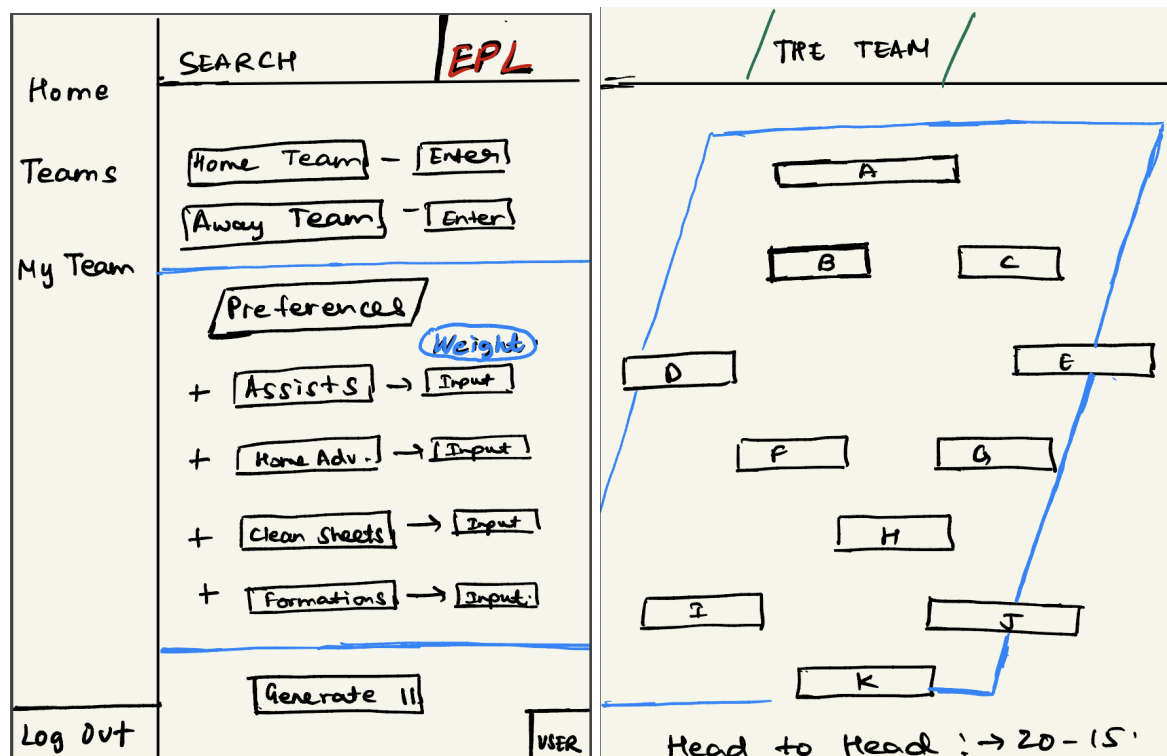 Home
Teams
My Team
Log Out
SEARCH
EPL
Home Team - Enter
Away Team - Enter
Preferences
Weight
+ Assists → Input
+ Home Adv. → Input
+ Clean Sheets → Input
+ Formations → Input.
Generate 11
USER
THE TEAM
A
B C
D E
F G
H
I J
K
Head to Head : → 20-15.